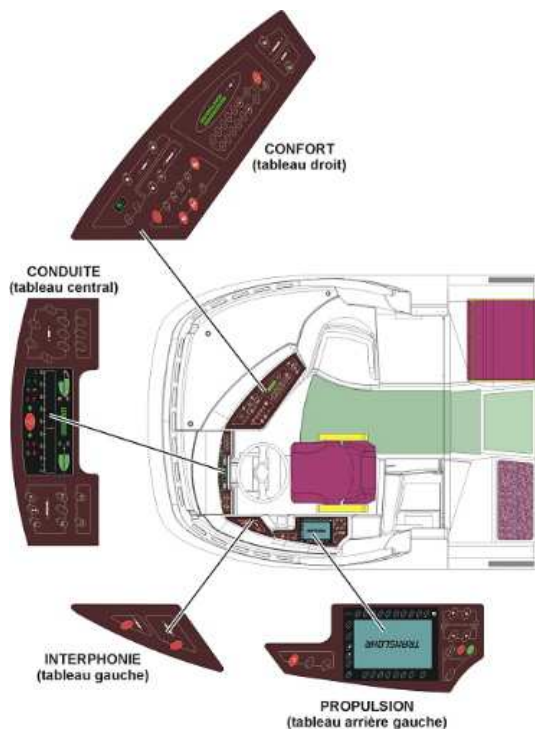 CONFORT
(tableau droit)
CONDUITE
(tableau central)
INTERPHONIE
(tableau gauche)
TRANSLOHR
PROPULSION
(tableau arrière gauche)